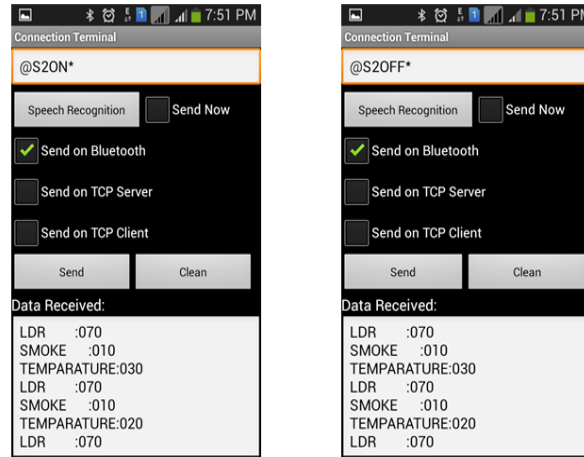 7:51 PM
Connection Terminal
@S2ON*
Speech Recognition Send Now
Send on Bluetooth
Send on TCP Server
Send on TCP Client
Send Clean
Data Received:
LDR :070
SMOKE :010
TEMPARATURE:030
LDR :070
SMOKE :010
TEMPARATURE:020
LDR :070
7:51 PM
Connection Terminal
@S2OFF*
Speech Recognition Send Now
Send on Bluetooth
Send on TCP Server
Send on TCP Client
Send Clean
Data Received:
LDR :070
SMOKE :010
TEMPARATURE:030
LDR :070
SMOKE :010
TEMPARATURE:020
LDR :070